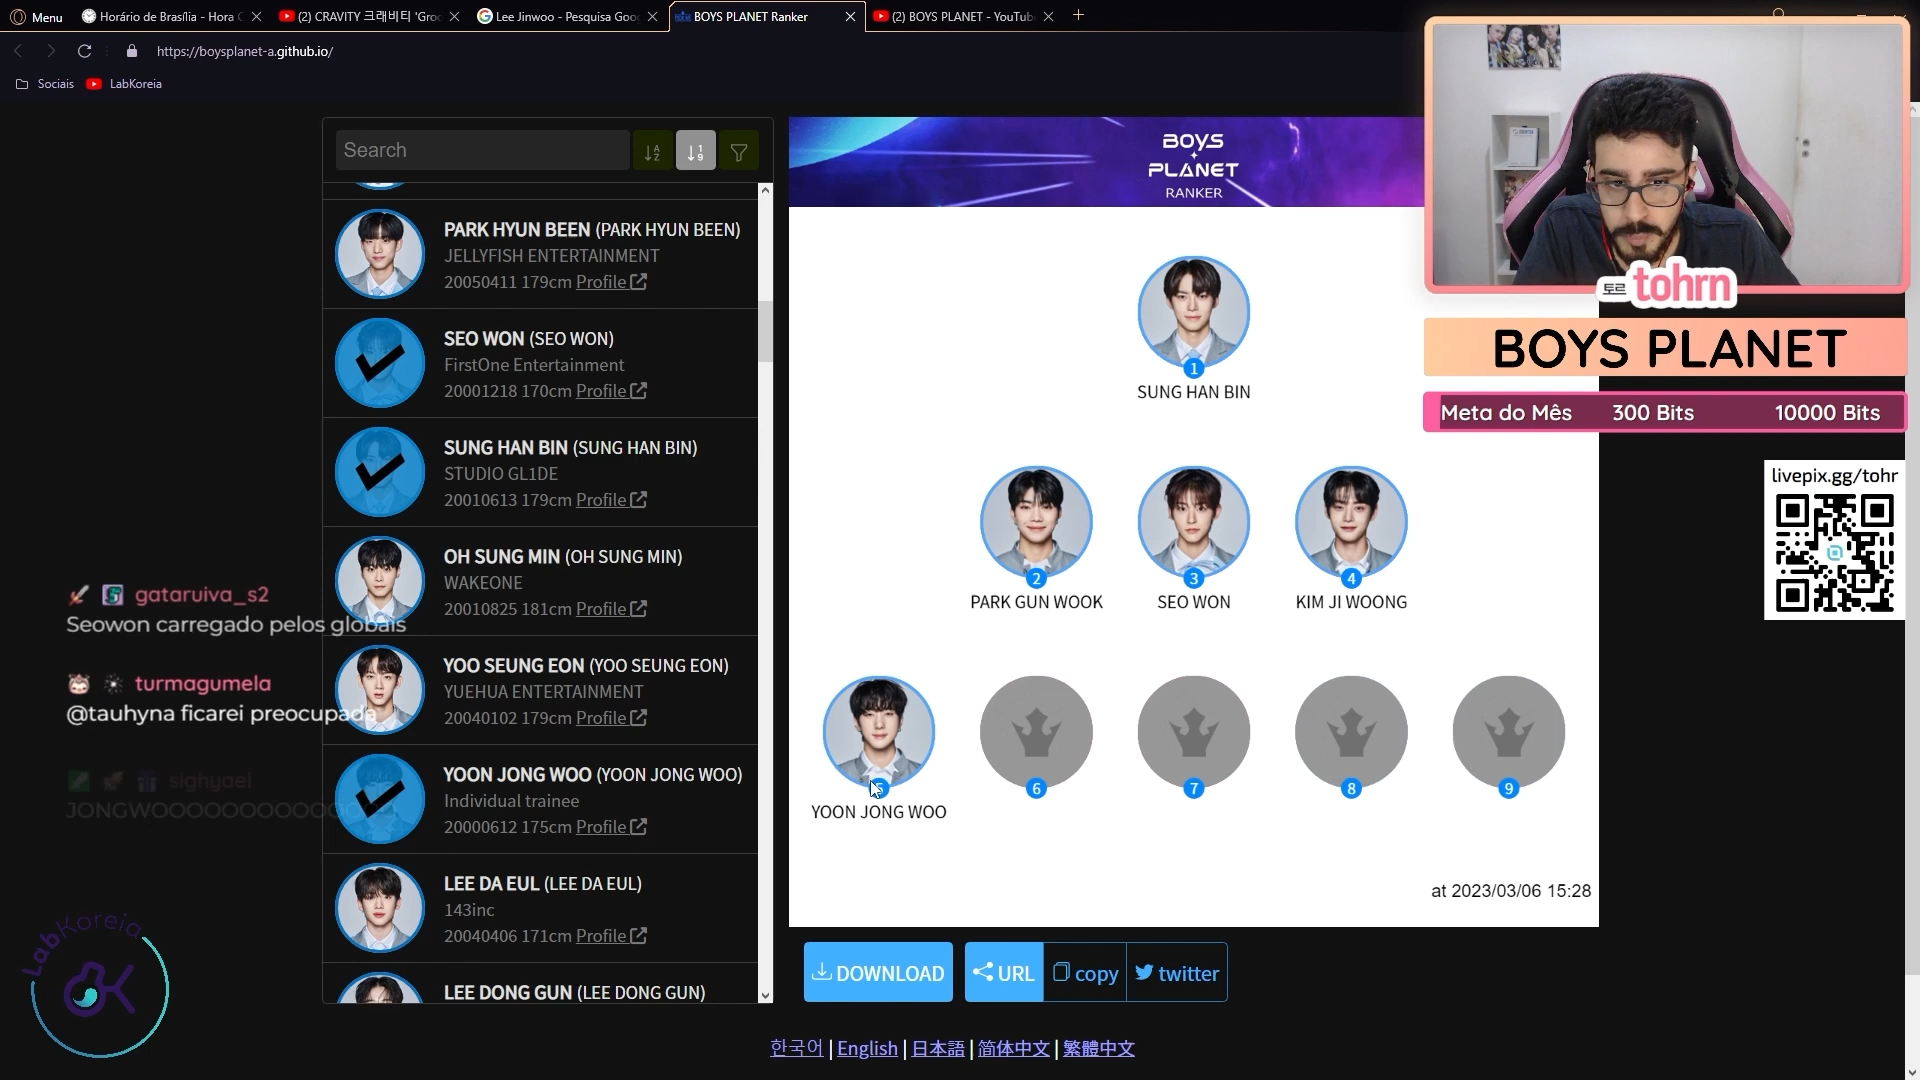 Menu
Horário de Brasília - Hora
(2) CRAVITY 크래비티 'Groo
Lee Jinwoo - Pesquisa Goo
BOYS PLANET Ranker
(2) BOYS PLANET - YouTub
https://boysplanet-a.github.io/
Sociais
LabKoreia
Search
PARK HYUN BEEN (PARK HYUN BEEN)
JELLYFISH ENTERTAINMENT
20050411 179cm Profile
SEO WON (SEO WON)
FirstOne Entertainment
20001218 170cm Profile
SUNG HAN BIN (SUNG HAN BIN)
STUDIO GL1DE
20010613 179cm Profile
OH SUNG MIN (OH SUNG MIN)
WAKEONE
20010825 181cm Profile
YOO SEUNG EON (YOO SEUNG EON)
YUEHUA ENTERTAINMENT
20040102 179cm Profile
YOON JONG WOO (YOON JONG WOO)
Individual trainee
20000612 175cm Profile
LEE DA EUL (LEE DA EUL)
143inc
20040406 171cm Profile
LEE DONG GUN (LEE DONG GUN)
gataruiva_s2
Seowon carregado pelos globais
turmagumela
@tauhyna ficarei preocupada
sighyael
LabKoreia
BOYS
PLANET
RANKER
1
SUNG HAN BIN
2
PARK GUN WOOK
3
SEO WON
4
KIM JI WOONG
5
YOON JONG WOO
6
7
8
9
at 2023/03/06 15:28
DOWNLOAD
URL
copy
twitter
한국어 | English | 日本語 | 简体中文 | 繁體中文
토르 tohrn
BOYS PLANET
Meta do Mês 300 Bits 10000 Bits
livepix.gg/tohr